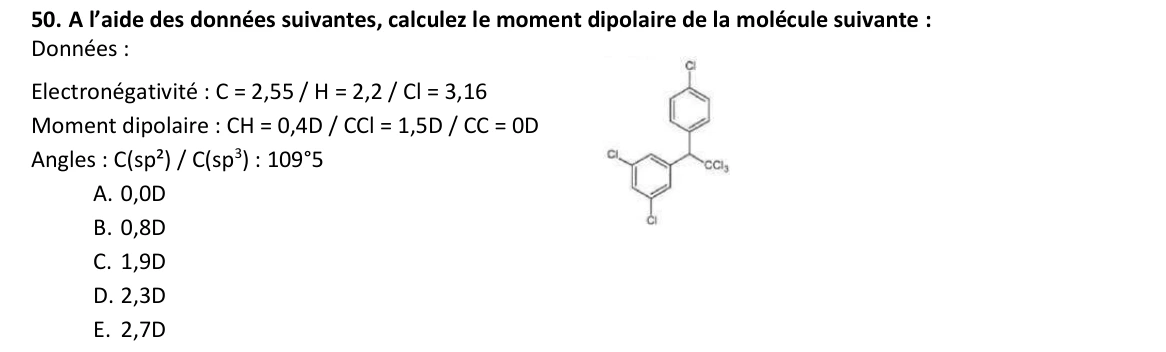 50. A l’aide des données suivantes, calculez le moment dipolaire de la molécule suivante :
Données :
Electronégativité : C = 2,55 / H = 2,2 / Cl = 3,16
Moment dipolaire : CH = 0,4D / CCl = 1,5D / CC = 0D
Angles : C(sp²) / C(sp³) : 109°5
A. 0,0D
B. 0,8D
C. 1,9D
D. 2,3D
E. 2,7D
Cl
Cl
CCl₃
Cl